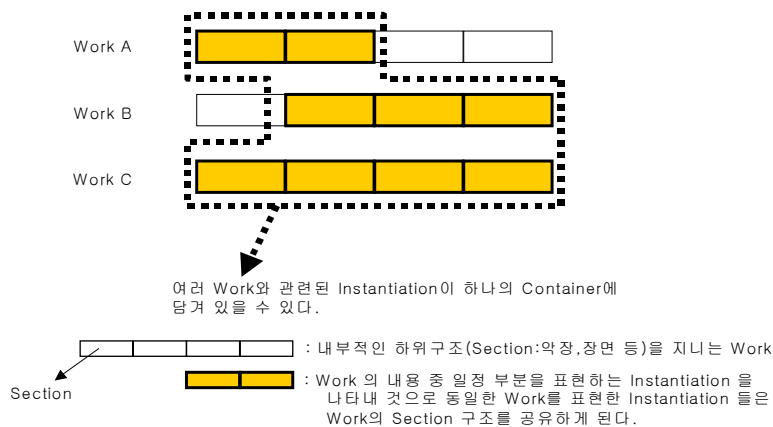 Work A
Work B
Work C
여러 Work와 관련된 Instantiation이 하나의 Container에
담겨 있을 수 있다.
: 내부적인 하위구조(Section:악장,장면 등)을 지니는 Work
Section
: Work 의 내용 중 일정 부분을 표현하는 Instantiation 을
나타내 것으로 동일한 Work를 표현한 Instantiation 들은
Work의 Section 구조를 공유하게 된다.